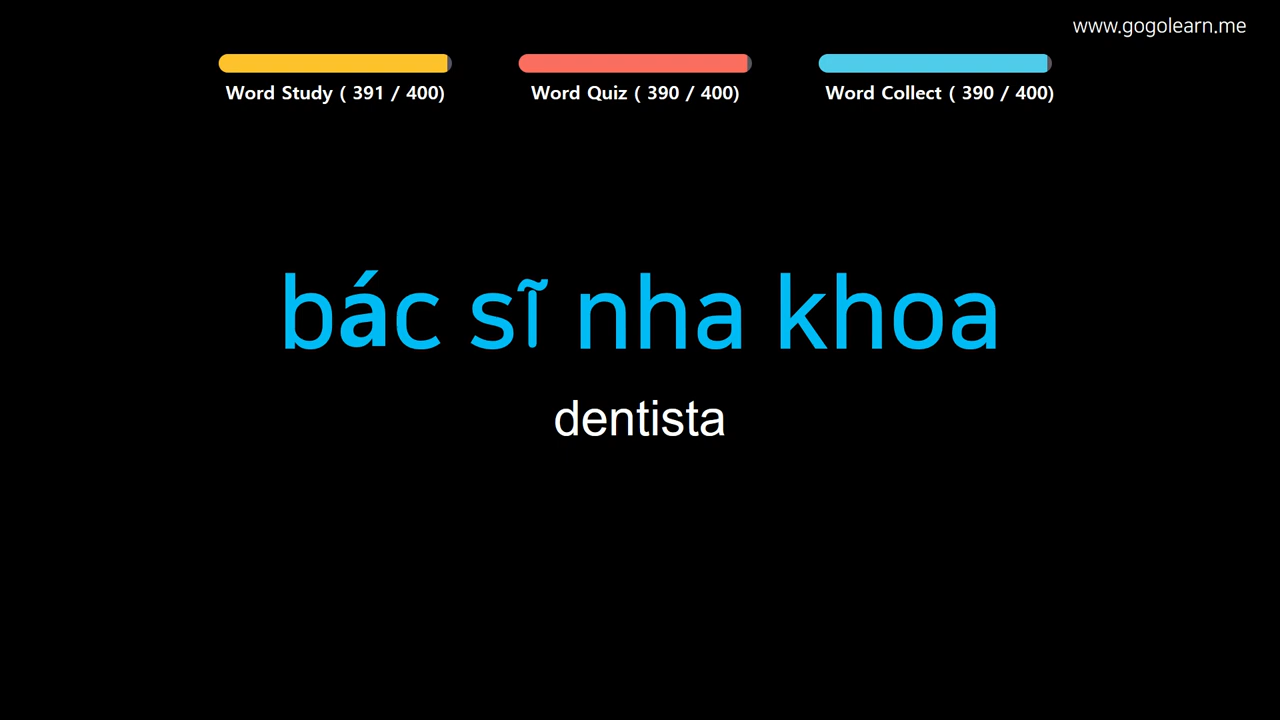 www.gogolearn.me
Word Study ( 391 / 400)
Word Quiz ( 390 / 400)
Word Collect ( 390 / 400)
bác sĩ nha khoa
dentista